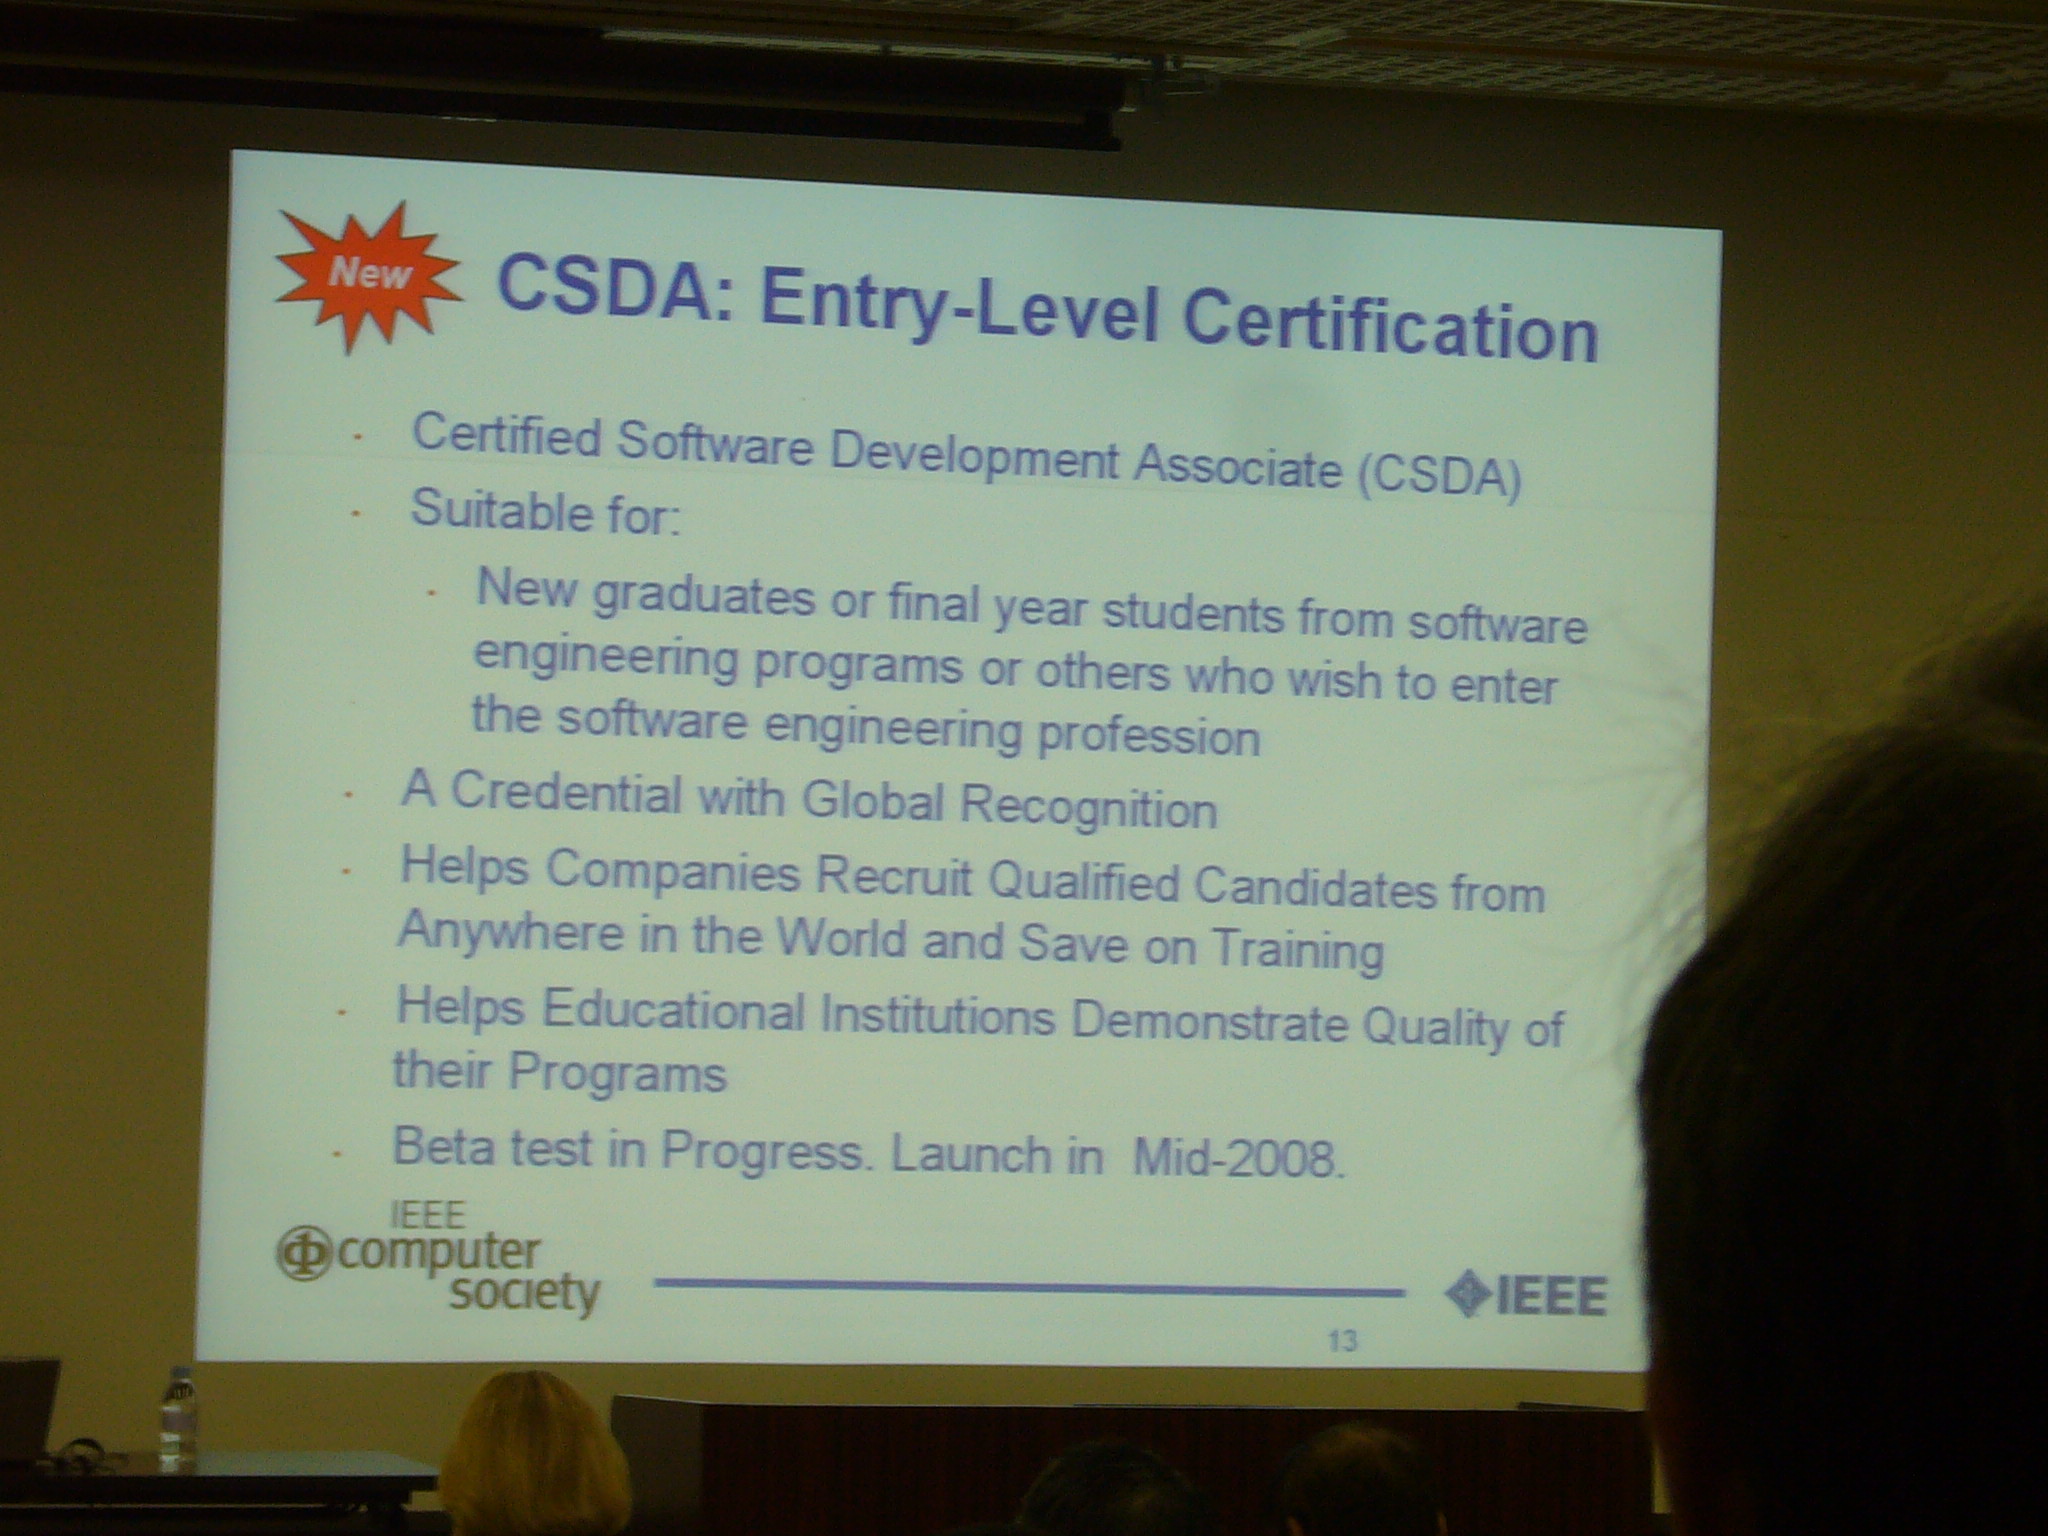 New
CSDA: Entry-Level Certification
Certified Software Development Associate (CSDA)
Suitable for:
New graduates or final year students from software
engineering programs or others who wish to enter
the software engineering profession
A Credential with Global Recognition
Helps Companies Recruit Qualified Candidates from
Anywhere in the World and Save on Training
Helps Educational Institutions Demonstrate Quality of
their Programs
Beta test in Progress. Launch in Mid-2008.
IEEE
computer
society
IEEE
13